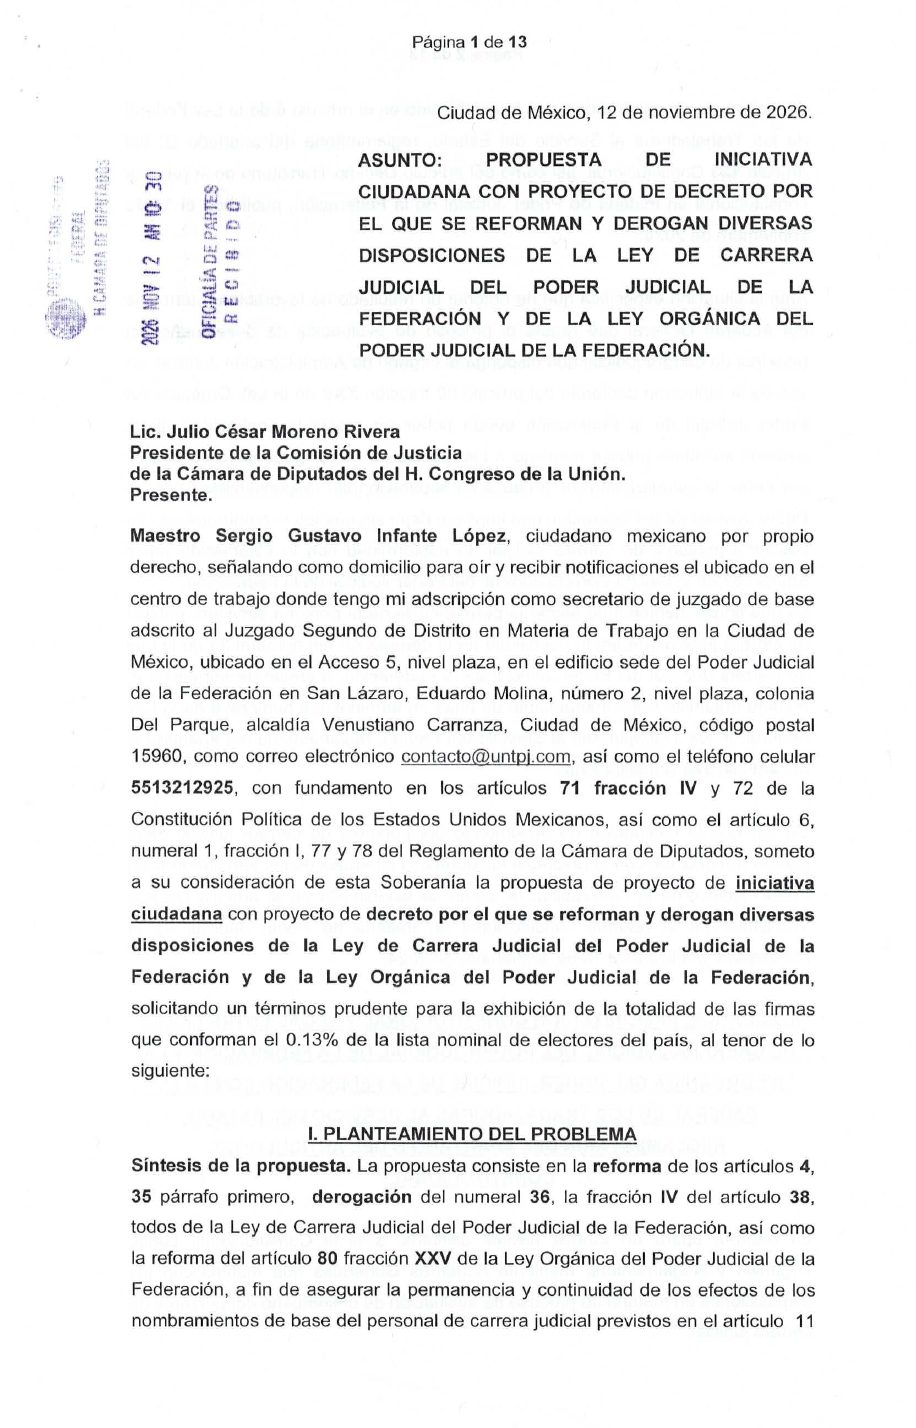 Página 1 de 13
Ciudad de México, 12 de noviembre de 2026.
2026 NOV 12 AM 10 30
OFICIALÍA DE PARTES
RECIBIDO
FEDERAL
H CAMARA DE DIPUTADOS
ASUNTO: PROPUESTA DE INICIATIVA
CIUDADANA CON PROYECTO DE DECRETO POR
EL QUE SE REFORMAN Y DEROGAN DIVERSAS
DISPOSICIONES DE LA LEY DE CARRERA
JUDICIAL DEL PODER JUDICIAL DE LA
FEDERACIÓN Y DE LA LEY ORGÁNICA DEL
PODER JUDICIAL DE LA FEDERACIÓN.
Lic. Julio César Moreno Rivera
Presidente de la Comisión de Justicia
de la Cámara de Diputados del H. Congreso de la Unión.
Presente.
Maestro Sergio Gustavo Infante López, ciudadano mexicano por propio
derecho, señalando como domicilio para oír y recibir notificaciones el ubicado en el
centro de trabajo donde tengo mi adscripción como secretario de juzgado de base
adscrito al Juzgado Segundo de Distrito en Materia de Trabajo en la Ciudad de
México, ubicado en el Acceso 5, nivel plaza, en el edificio sede del Poder Judicial
de la Federación en San Lázaro, Eduardo Molina, número 2, nivel plaza, colonia
Del Parque, alcaldía Venustiano Carranza, Ciudad de México, código postal
15960, como correo electrónico contacto@untpj.com, así como el teléfono celular
5513212925, con fundamento en los artículos 71 fracción IV y 72 de la
Constitución Política de los Estados Unidos Mexicanos, así como el artículo 6,
numeral 1, fracción I, 77 y 78 del Reglamento de la Cámara de Diputados, someto
a su consideración de esta Soberanía la propuesta de proyecto de iniciativa
ciudadana con proyecto de decreto por el que se reforman y derogan diversas
disposiciones de la Ley de Carrera Judicial del Poder Judicial de la
Federación y de la Ley Orgánica del Poder Judicial de la Federación,
solicitando un términos prudente para la exhibición de la totalidad de las firmas
que conforman el 0.13% de la lista nominal de electores del país, al tenor de lo
siguiente:
I. PLANTEAMIENTO DEL PROBLEMA
Síntesis de la propuesta. La propuesta consiste en la reforma de los artículos 4,
35 párrafo primero, derogación del numeral 36, la fracción IV del artículo 38,
todos de la Ley de Carrera Judicial del Poder Judicial de la Federación, así como
la reforma del artículo 80 fracción XXV de la Ley Orgánica del Poder Judicial de la
Federación, a fin de asegurar la permanencia y continuidad de los efectos de los
nombramientos de base del personal de carrera judicial previstos en el artículo 11